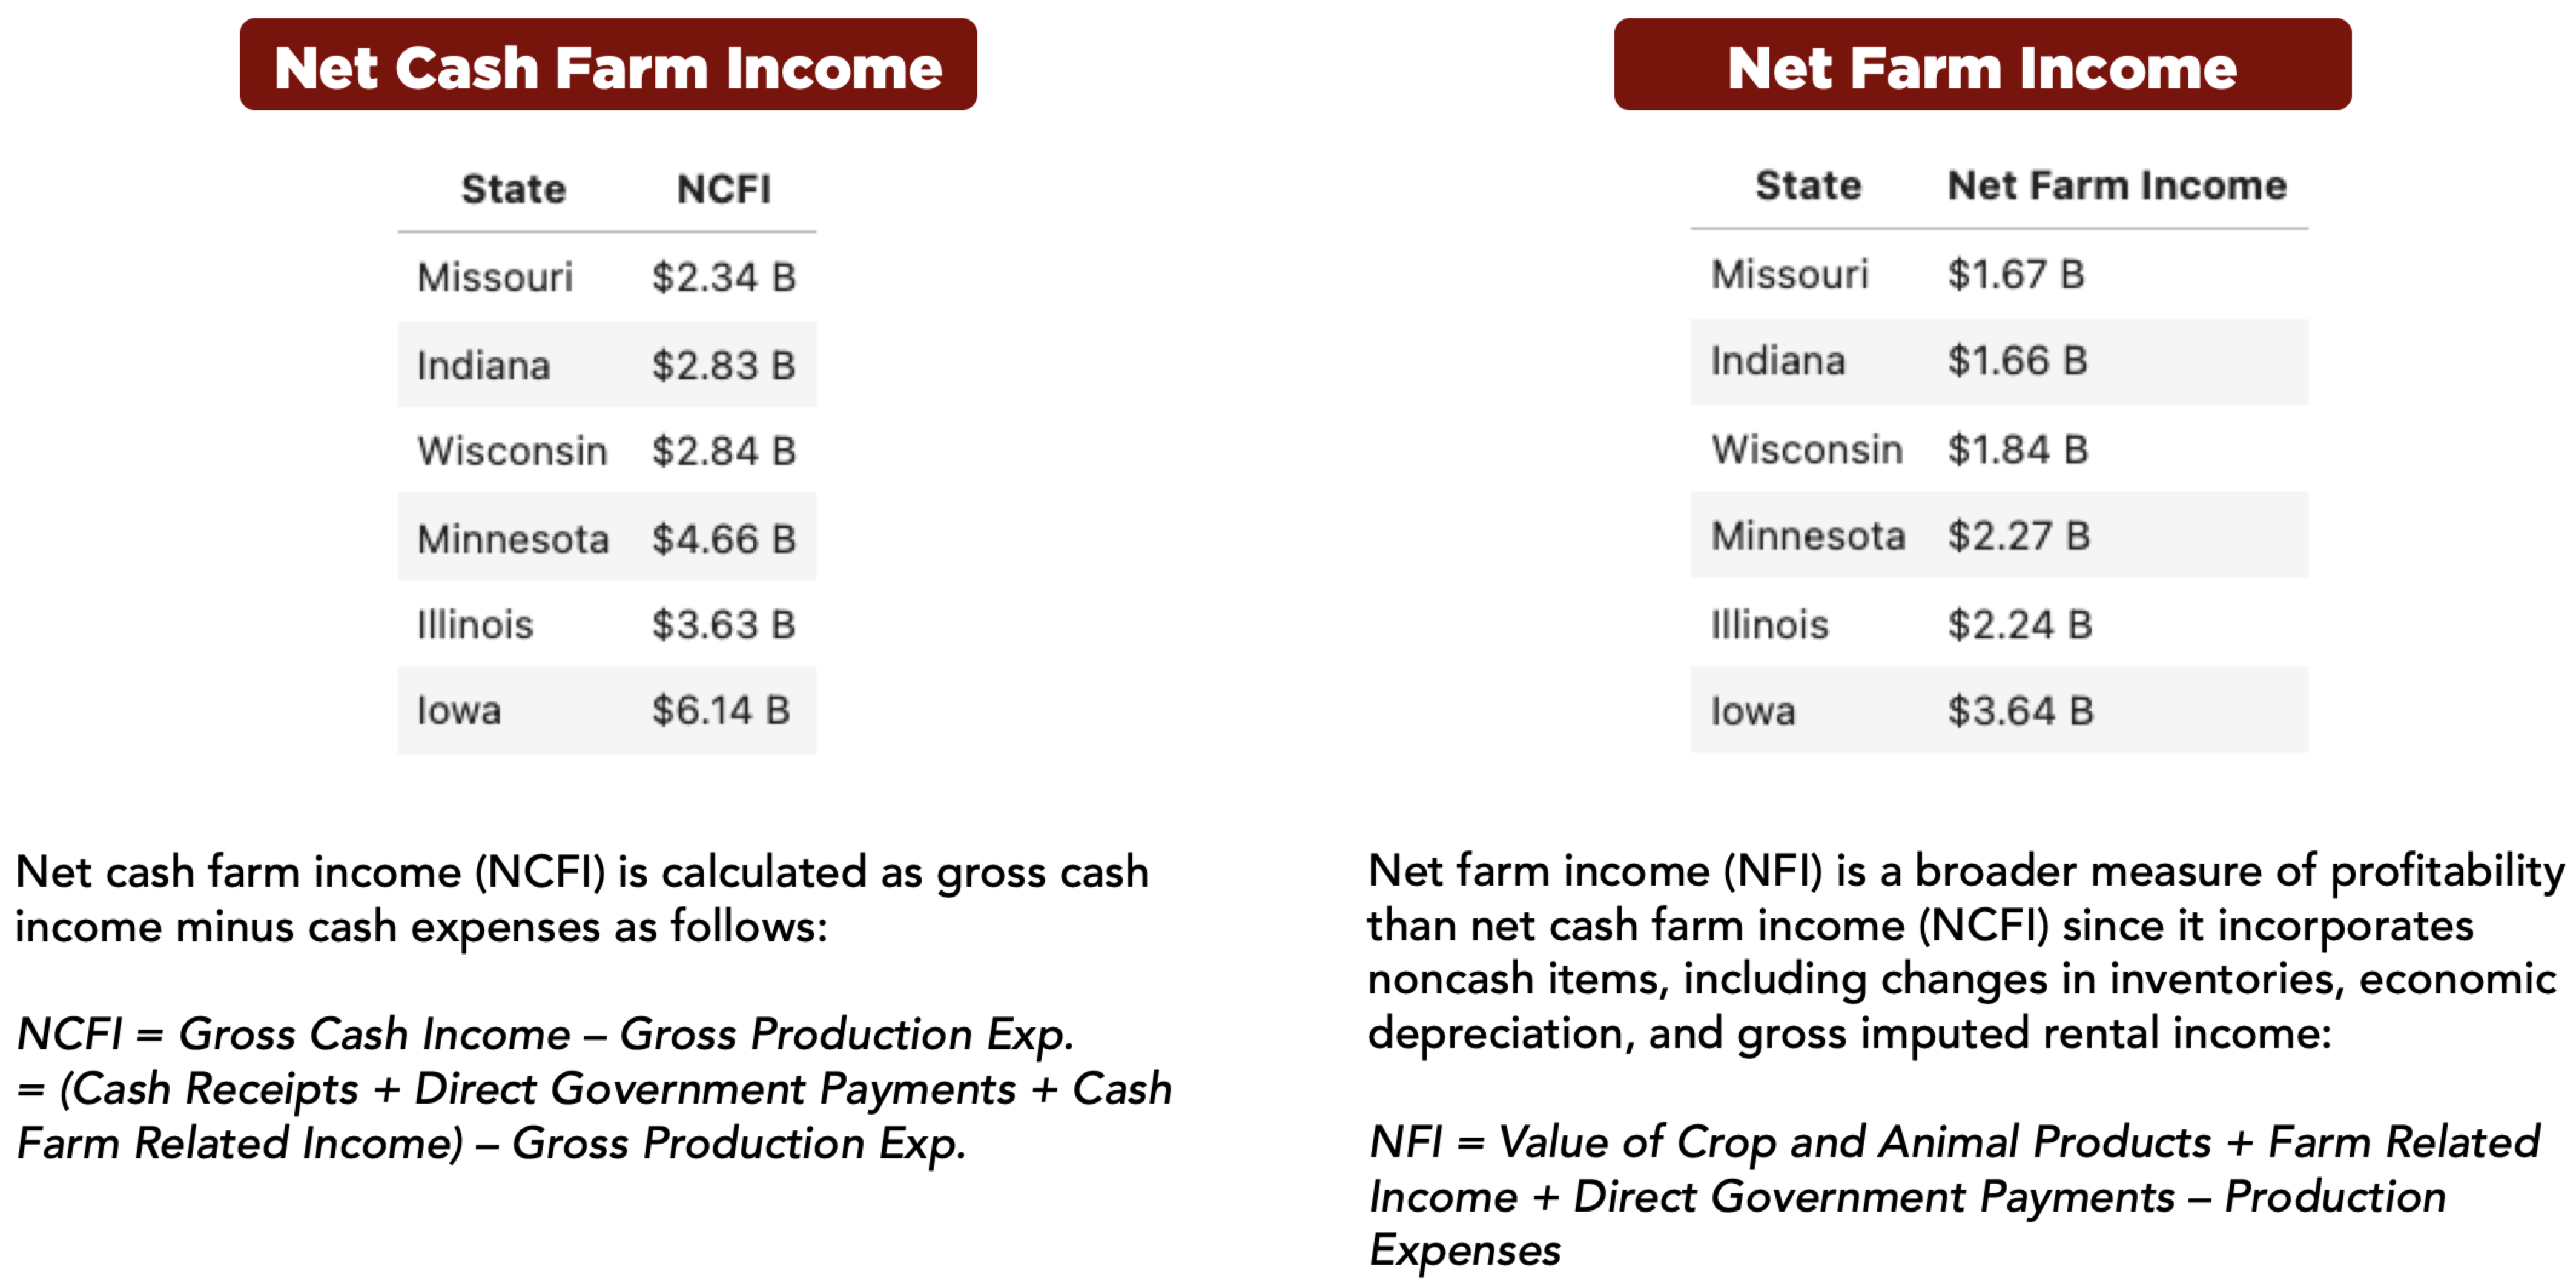 Net Cash Farm Income
State NCFI
Missouri $2.34 B
Indiana $2.83 B
Wisconsin $2.84 B
Minnesota $4.66 B
Illinois $3.63 B
Iowa $6.14 B
Net cash farm income (NCFI) is calculated as gross cash
income minus cash expenses as follows:
NCFI = Gross Cash Income – Gross Production Exp.
= (Cash Receipts + Direct Government Payments + Cash
Farm Related Income) – Gross Production Exp.
Net Farm Income
State Net Farm Income
Missouri $1.67 B
Indiana $1.66 B
Wisconsin $1.84 B
Minnesota $2.27 B
Illinois $2.24 B
Iowa $3.64 B
Net farm income (NFI) is a broader measure of profitability
than net cash farm income (NCFI) since it incorporates
noncash items, including changes in inventories, economic
depreciation, and gross imputed rental income:
NFI = Value of Crop and Animal Products + Farm Related
Income + Direct Government Payments – Production
Expenses